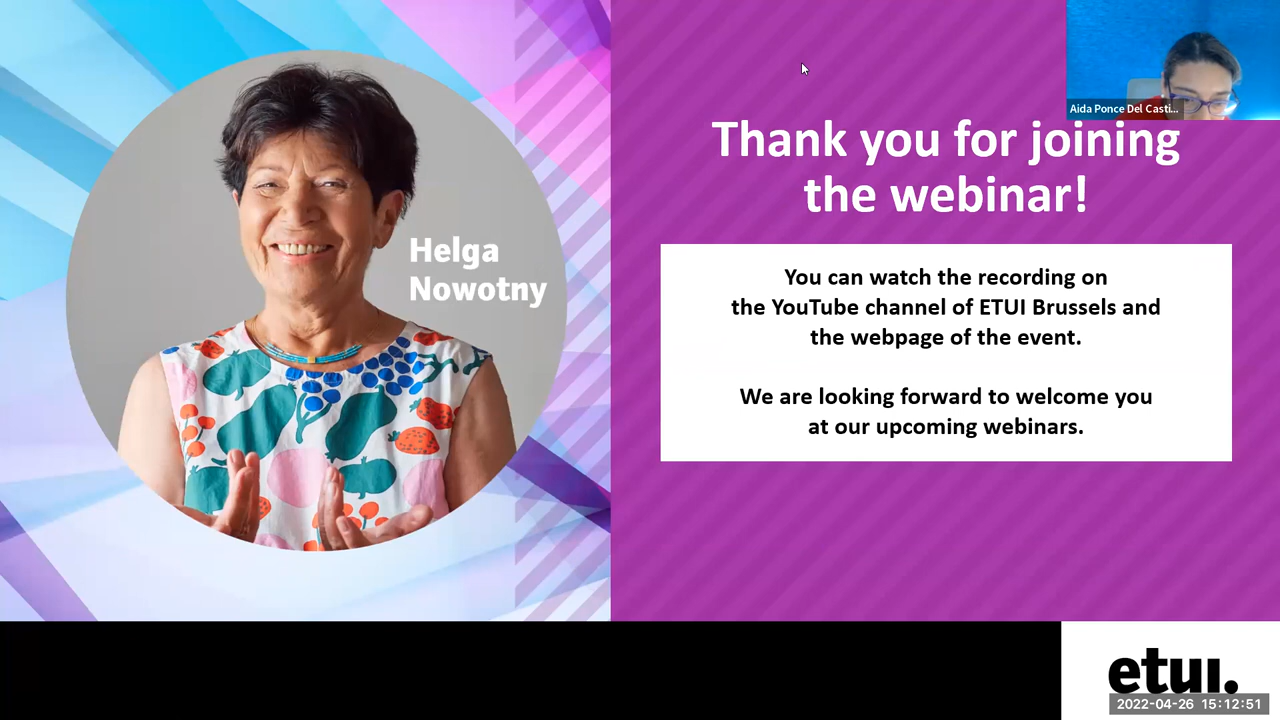 Aida Ponce Del Casti...
Thank you for joining
the webinar!
Helga
Nowotny
You can watch the recording on
the YouTube channel of ETUI Brussels and
the webpage of the event.
We are looking forward to welcome you
at our upcoming webinars.
etui.
2022-04-26 15:12:51